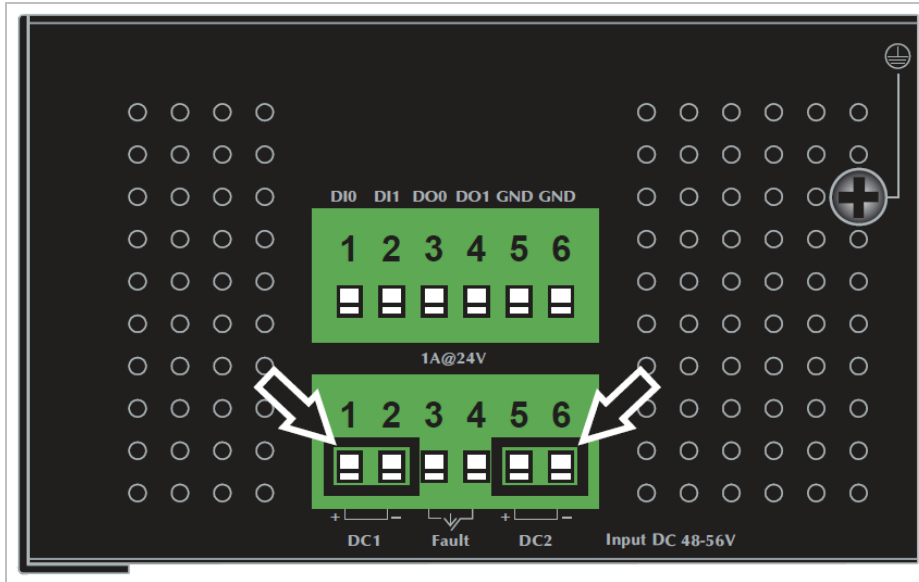 DI0 DI1 DO0 DO1 GND GND
1 2 3 4 5 6
1A@24V
1 2 3 4 5 6
+ - + -
DC1 Fault DC2 Input DC 48-56V